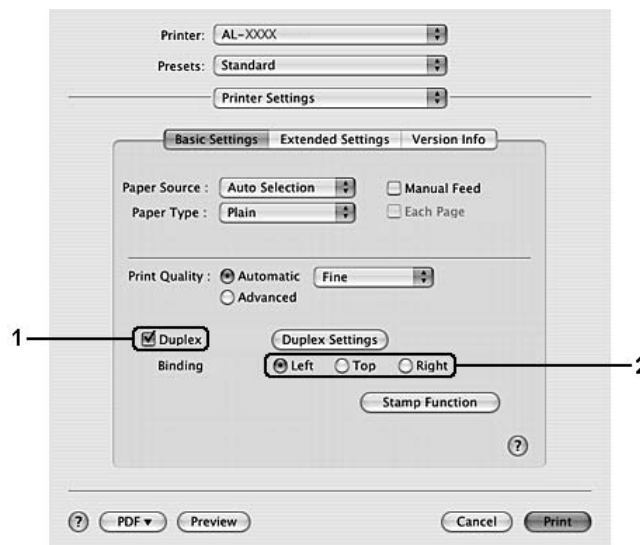 Printer: AL-XXXX
Presets: Standard
Printer Settings
Basic Settings Extended Settings Version Info
Paper Source : Auto Selection Manual Feed
Paper Type : Plain Each Page
Print Quality : Automatic Fine
Advanced
1 Duplex Duplex Settings
Binding Left Top Right 2
Stamp Function
?
? PDF ▼ Preview Cancel Print